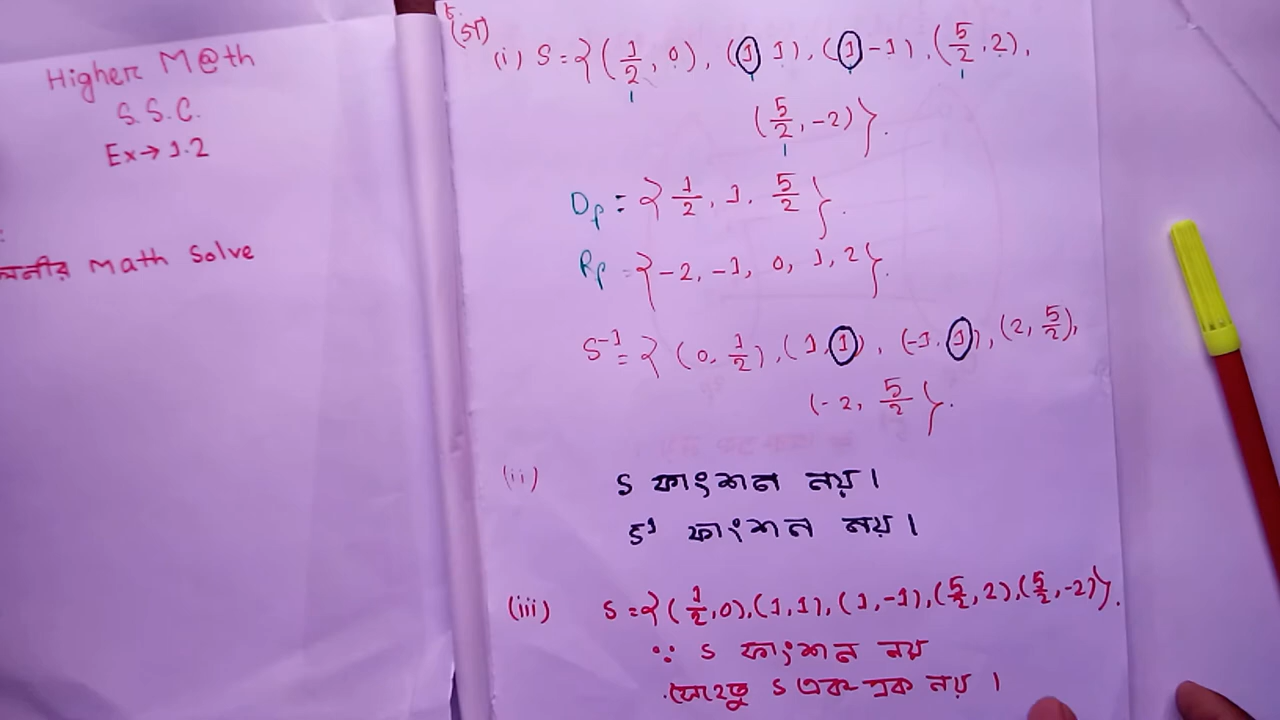 Higher M@th
S.S.C.
Ex→1.2
Math Solve
৫.
(গ)
(i) S = {(1/2, 0), (1, 1), (1, -1), (5/2, 2),
(5/2, -2)}.
Dₚ = {1/2, 1, 5/2}.
Rₚ = {-2, -1, 0, 1, 2}.
S⁻¹ = {(0, 1/2), (1, 1), (-1, 1), (2, 5/2),
(-2, 5/2)}.
(ii) S ফাংশন নয়।
S¹ ফাংশন নয়।
(iii) S = {(1/2, 0), (1, 1), (1, -1), (5/2, 2), (5/2, -2)}.
∵ S ফাংশন নয়
সেহেতু S এক-এক নয়।